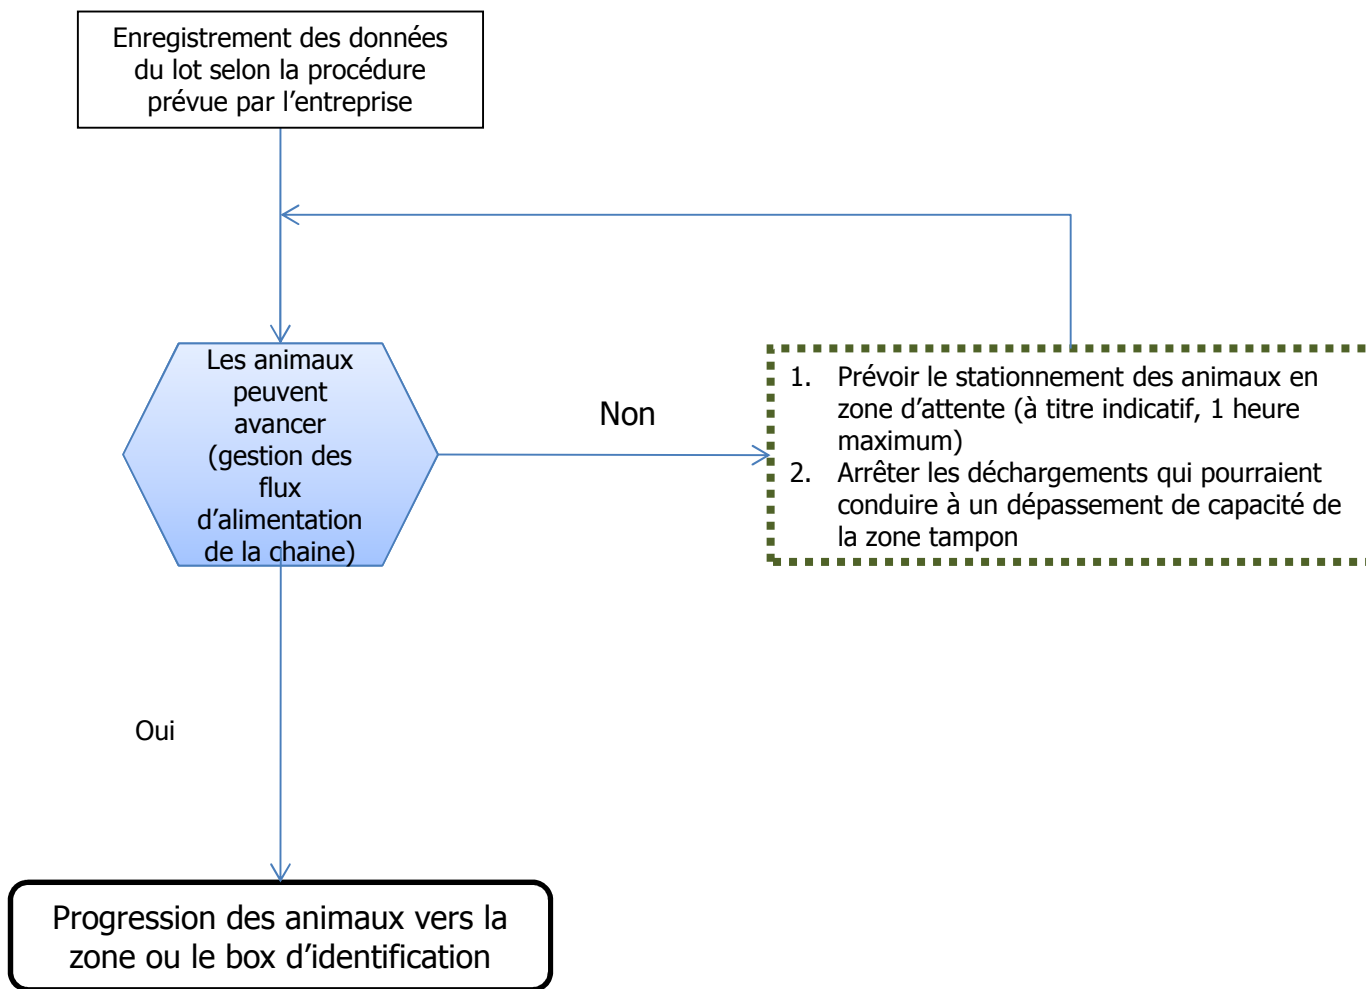 Enregistrement des données
du lot selon la procédure
prévue par l’entreprise
Les animaux
peuvent
avancer
(gestion des
flux
d’alimentation
de la chaine)
Non
1. Prévoir le stationnement des animaux en
zone d’attente (à titre indicatif, 1 heure
maximum)
2. Arrêter les déchargements qui pourraient
conduire à un dépassement de capacité de
la zone tampon
Oui
Progression des animaux vers la
zone ou le box d’identification